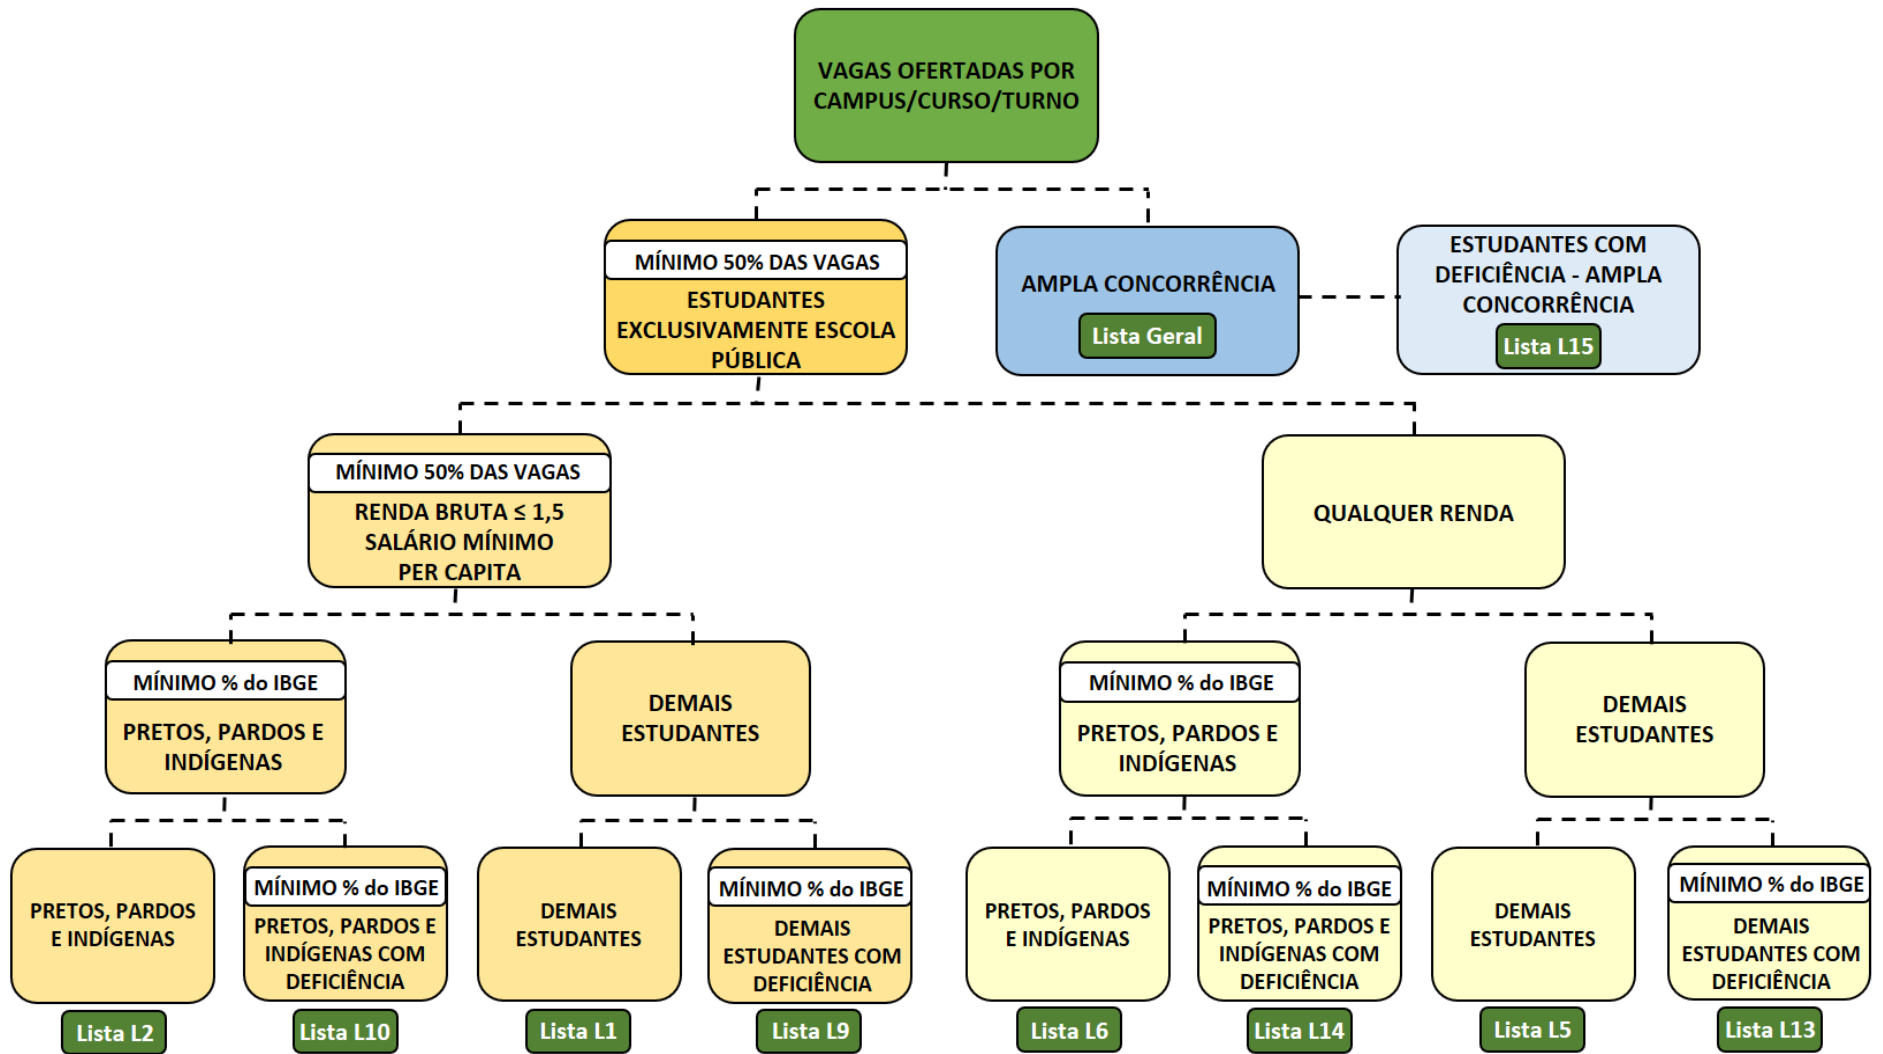 VAGAS OFERTADAS POR
CAMPUS/CURSO/TURNO
MÍNIMO 50% DAS VAGAS
ESTUDANTES
EXCLUSIVAMENTE ESCOLA
PÚBLICA
AMPLA CONCORRÊNCIA
Lista Geral
ESTUDANTES COM
DEFICIÊNCIA - AMPLA
CONCORRÊNCIA
Lista L15
MÍNIMO 50% DAS VAGAS
RENDA BRUTA ≤ 1,5
SALÁRIO MÍNIMO
PER CAPITA
QUALQUER RENDA
MÍNIMO % do IBGE
PRETOS, PARDOS E
INDÍGENAS
DEMAIS
ESTUDANTES
MÍNIMO % do IBGE
PRETOS, PARDOS E
INDÍGENAS
DEMAIS
ESTUDANTES
PRETOS, PARDOS
E INDÍGENAS
Lista L2
MÍNIMO % do IBGE
PRETOS, PARDOS E
INDÍGENAS COM
DEFICIÊNCIA
Lista L10
DEMAIS
ESTUDANTES
Lista L1
MÍNIMO % do IBGE
DEMAIS
ESTUDANTES COM
DEFICIÊNCIA
Lista L9
PRETOS, PARDOS
E INDÍGENAS
Lista L6
MÍNIMO % do IBGE
PRETOS, PARDOS E
INDÍGENAS COM
DEFICIÊNCIA
Lista L14
DEMAIS
ESTUDANTES
Lista L5
MÍNIMO % do IBGE
DEMAIS
ESTUDANTES COM
DEFICIÊNCIA
Lista L13